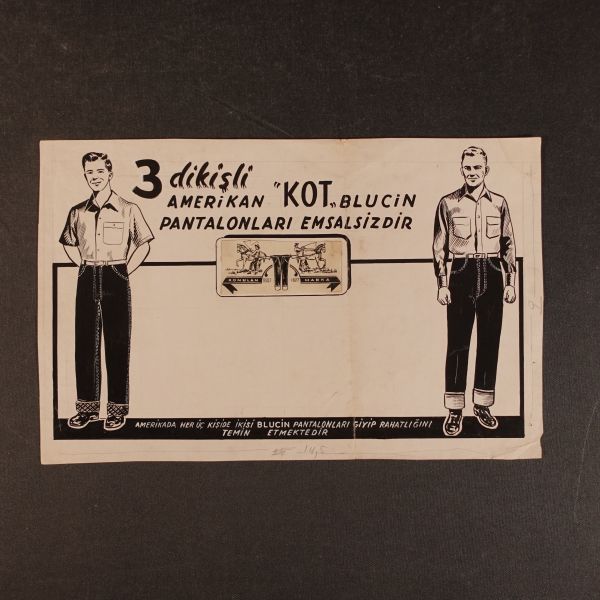 3 dikişli
AMERİKAN "KOT" BLUCİN
PANTALONLARI EMSALSİZDİR
MARKA
AMERİKADA HER ÜÇ KİŞİDE İKİSİ BLUCİN PANTALONLARI GİYİP RAHATLIĞINI
TEMİN ETMEKTEDİR